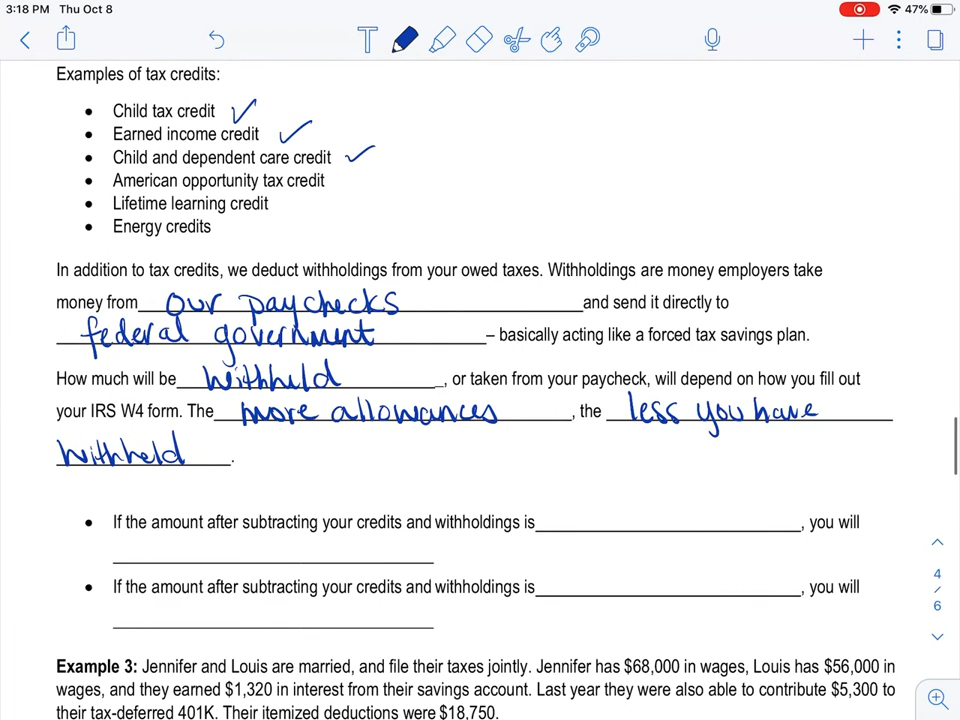 3:18 PM Thu Oct 8 47%
Examples of tax credits:
• Child tax credit ✓
• Earned income credit ✓
• Child and dependent care credit ✓
• American opportunity tax credit
• Lifetime learning credit
• Energy credits
In addition to tax credits, we deduct withholdings from your owed taxes. Withholdings are money employers take
money from our paychecks and send it directly to
federal government – basically acting like a forced tax savings plan.
How much will be withheld, or taken from your paycheck, will depend on how you fill out
your IRS W4 form. The more allowances, the less you have
withheld.
• If the amount after subtracting your credits and withholdings is____, you will
____
• If the amount after subtracting your credits and withholdings is____, you will
____
4
/
6
Example 3: Jennifer and Louis are married, and file their taxes jointly. Jennifer has $68,000 in wages, Louis has $56,000 in
wages, and they earned $1,320 in interest from their savings account. Last year they were also able to contribute $5,300 to
their tax-deferred 401K. Their itemized deductions were $18,750.